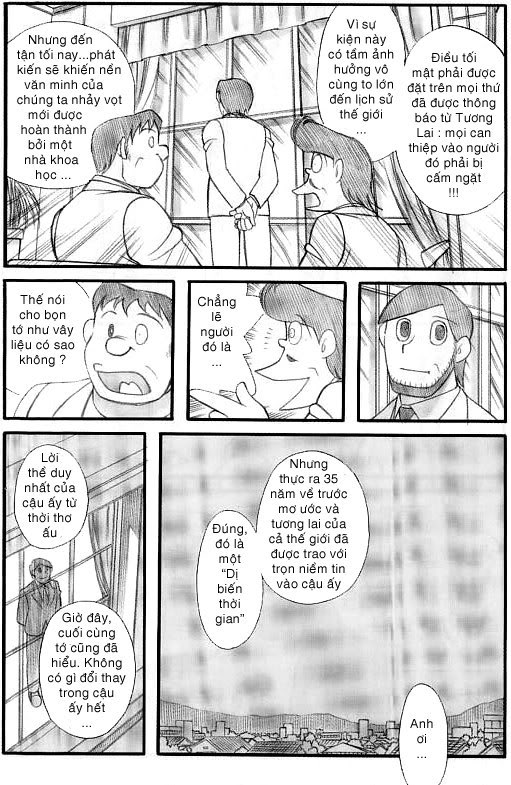 Nhưng đến
tận tối nay...phát
kiến sẽ khiến nền
văn minh của
chúng ta nhảy vọt
mới được
hoàn thành
bởi một
nhà khoa
học ...
Vì sự
kiện này
có tầm ảnh
hưởng vô
cùng to lớn
đến lịch sử
thế giới
...
Điều tối
mật phải được
đặt trên mọi thứ
đã được thông
báo từ Tương
Lai : mọi can
thiệp vào người
đó phải bị
cấm ngặt
!!!
Thế nói
cho bọn
tớ như vây
liệu có sao
không ?
Chẳng
lẽ
người
đó là
...
Lời
thề duy
nhất của
cậu ấy từ
thời thơ
ấu
Giờ đây,
cuối cùng
tớ cũng đã
hiểu. Không
có gì đổi thay
trong cậu
ấy hết
...
Đúng,
đó là
một
“Dị
biến
thời
gian”
Nhưng
thực ra 35
năm về trước
mơ ước và
tương lai của
cả thế giới đã
được trao với
trọn niềm tin
vào cậu ấy
Anh
ơi
...